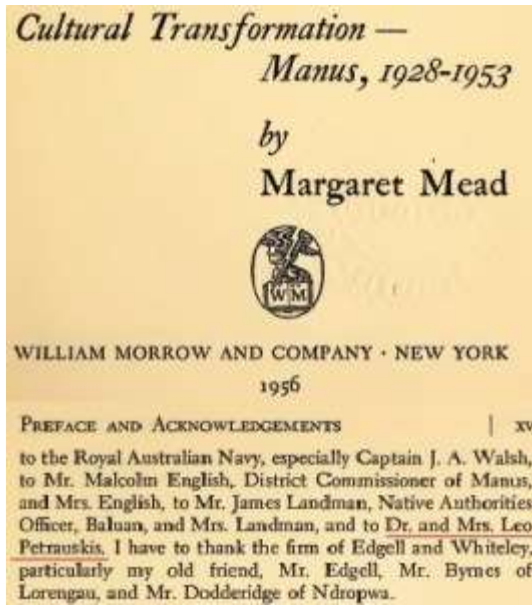 Cultural Transformation —
Manus, 1928-1953
by
Margaret Mead
W M
WILLIAM MORROW AND COMPANY · NEW YORK
1956
PREFACE AND ACKNOWLEDGEMENTS | xv
to the Royal Australian Navy, especially Captain J. A. Walsh,
to Mr. Malcolm English, District Commissioner of Manus,
and Mrs. English, to Mr. James Landman, Native Authorities
Officer, Baluan, and Mrs. Landman, and to Dr. and Mrs. Leo
Petrauskis. I have to thank the firm of Edgell and Whiteley,
particularly my old friend, Mr. Edgell, Mr. Byrnes of
Lorengau, and Mr. Dodderidge of Ndropwa.